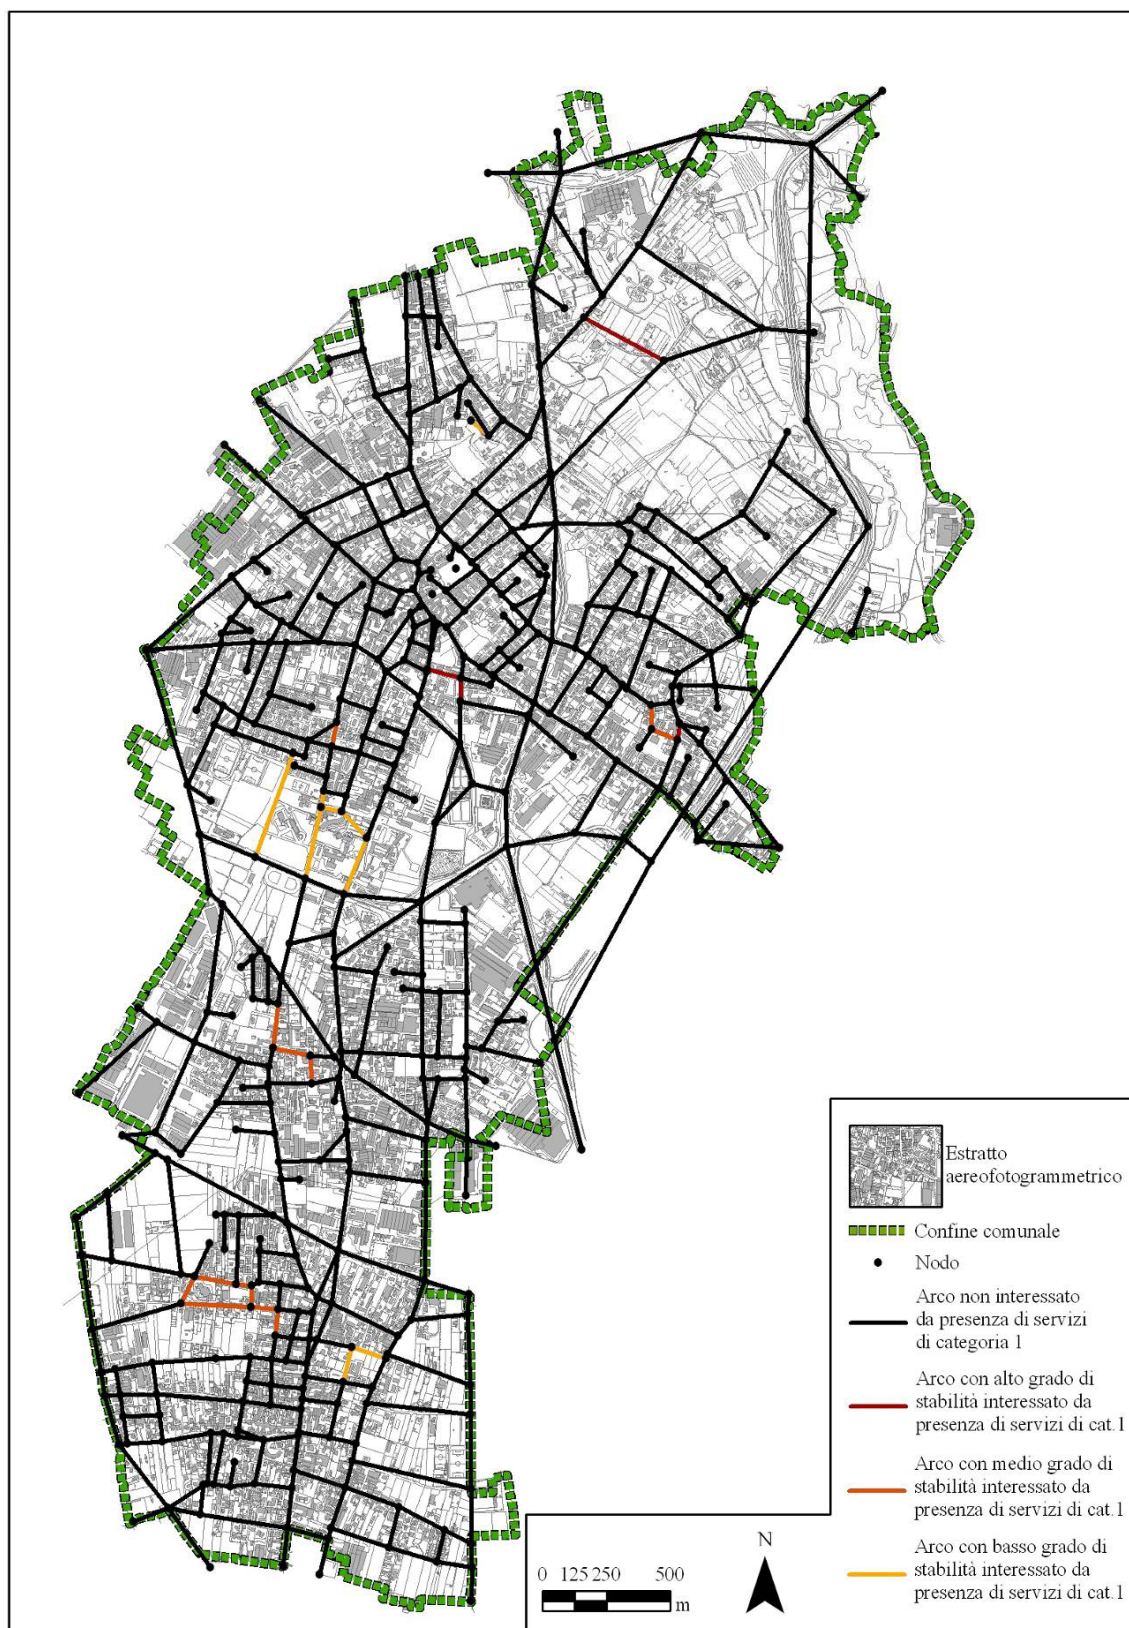 Estratto
aereofotogrammetrico
Confine comunale
Nodo
Arco non interessato
da presenza di servizi
di categoria 1
Arco con alto grado di
stabilità interessato da
presenza di servizi di cat.1
Arco con medio grado di
stabilità interessato da
presenza di servizi di cat.1
Arco con basso grado di
stabilità interessato da
presenza di servizi di cat.1
N
0 125 250 500
m